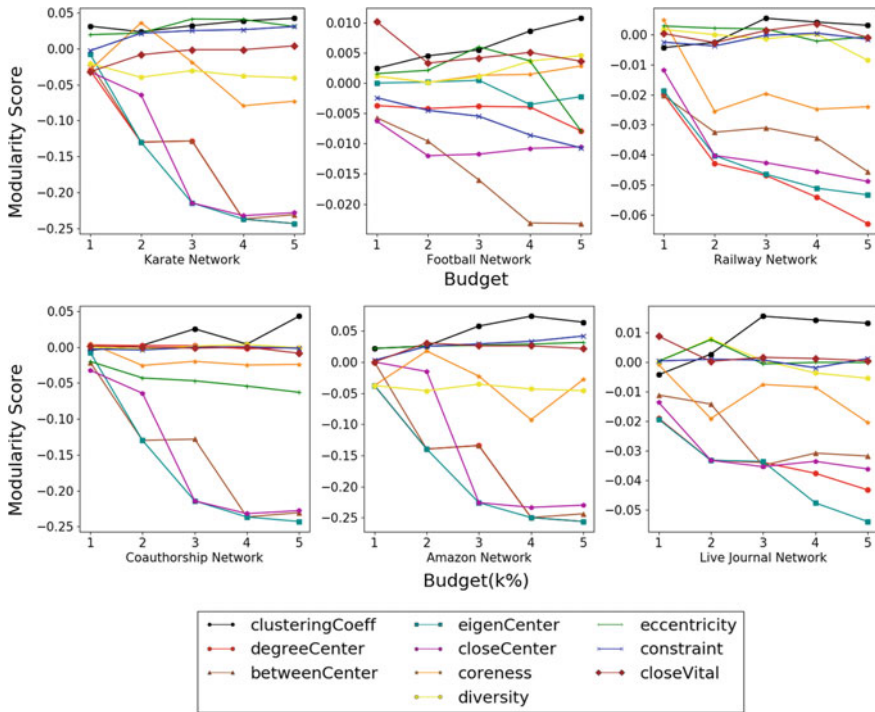 0.05
0.00
−0.05
−0.10
−0.15
−0.20
−0.25
1 2 3 4 5
Karate Network
Modularity Score
0.010
0.005
0.000
−0.005
−0.010
−0.015
−0.020
1 2 3 4 5
Football Network
Budget
0.00
−0.01
−0.02
−0.03
−0.04
−0.05
−0.06
1 2 3 4 5
Railway Network
0.05
0.00
−0.05
−0.10
−0.15
−0.20
−0.25
1 2 3 4 5
Coauthorship Network
Modularity Score
0.05
0.00
−0.05
−0.10
−0.15
−0.20
−0.25
1 2 3 4 5
Amazon Network
Budget(k%)
0.01
0.00
−0.01
−0.02
−0.03
−0.04
−0.05
1 2 3 4 5
Live Journal Network
clusteringCoeff
degreeCenter
betweenCenter
eigenCenter
closeCenter
coreness
diversity
eccentricity
constraint
closeVital